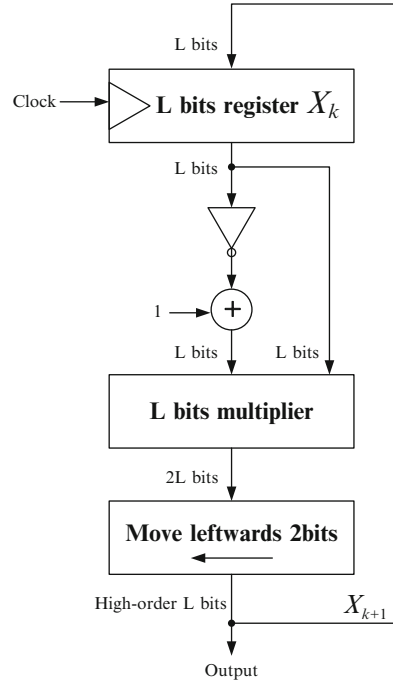 L bits
Clock
L bits register X_k
L bits
1
+
L bits
L bits
L bits multiplier
2L bits
Move leftwards 2bits
High-order L bits
X_{k+1}
Output